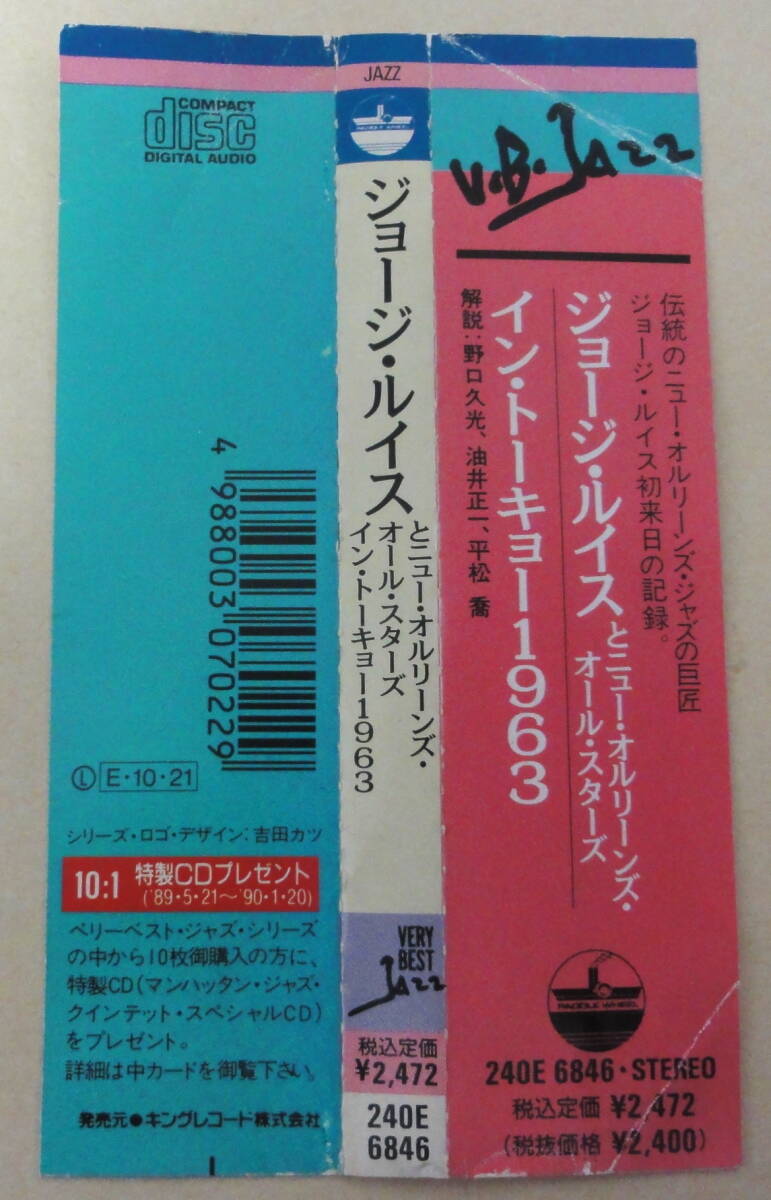 COMPACT
disc
DIGITAL AUDIO
4 988003 070229
Ⓛ E・10・21
シリーズ・ロゴ・デザイン:吉田カツ
10:1 特製CDプレゼント
('89・5・21〜'90・1・20)
ベリーベスト・ジャズ・シリーズ
の中から10枚御購入の方に、
特製CD(マンハッタン・ジャズ・
クインテット・スペシャルCD)
をプレゼント。
詳細は中カードを御覧下さい。
発売元●キングレコード株式会社
JAZZ
PADDLE WHEEL
ジョージ・ルイス
とニュー・オルリーンズ・
オール・スターズ
イン・トーキョー1963
VERY
BEST
Jazz
税込定価
¥2,472
240E
6846
V.B. Jazz
伝統のニュー・オルリーンズ・ジャズの巨匠
ジョージ・ルイス初来日の記録。
ジョージ・ルイスとニュー・オルリーンズ・
オール・スターズ
イン・トーキョー1963
解説:野口久光、油井正一、平松 喬
PADDLE WHEEL
240E 6846・STEREO
税込定価 ¥2,472
(税抜価格 ¥2,400)